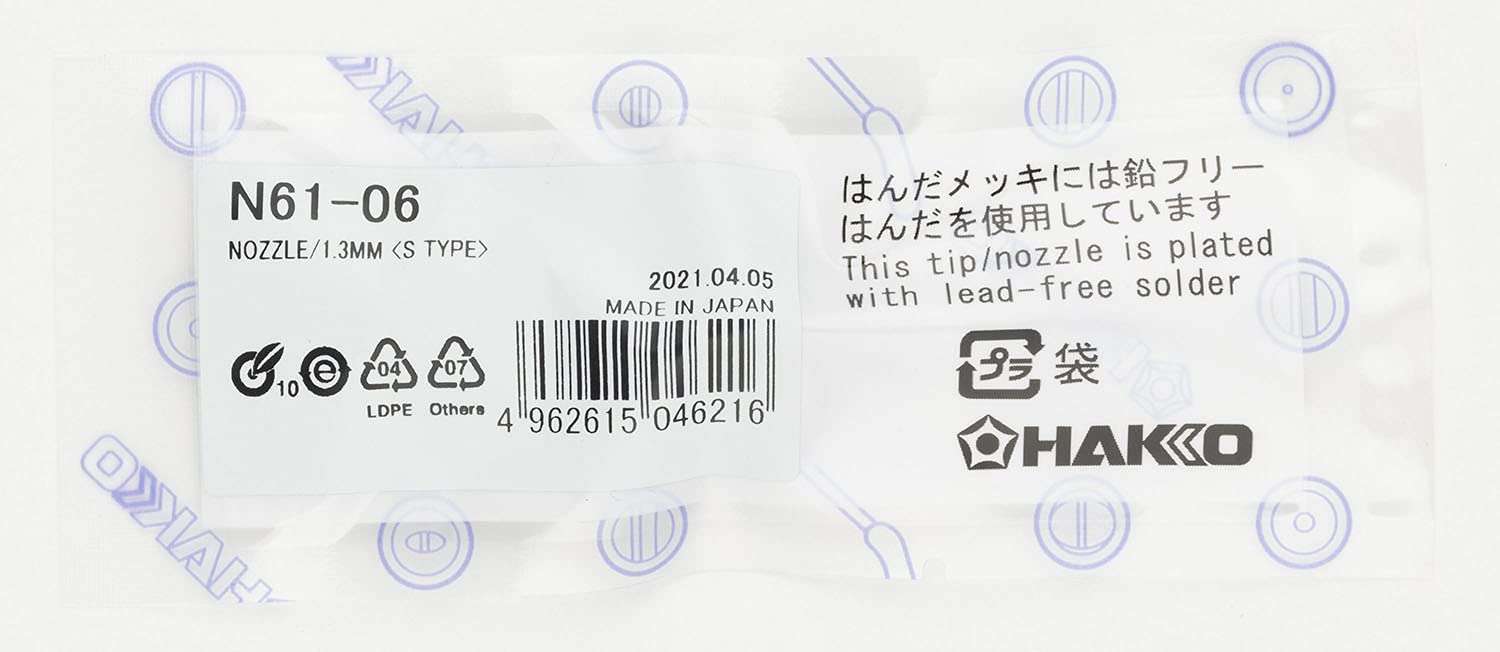 N61-06
NOZZLE/1.3MM <S TYPE>
2021.04.05
MADE IN JAPAN
10
e
04
07
LDPE
Others
4 962615 046216
はんだメッキには鉛フリー
はんだを使用しています
This tip/nozzle is plated
with lead-free solder
プラ 袋
HAKKO
HAKKO
HAK